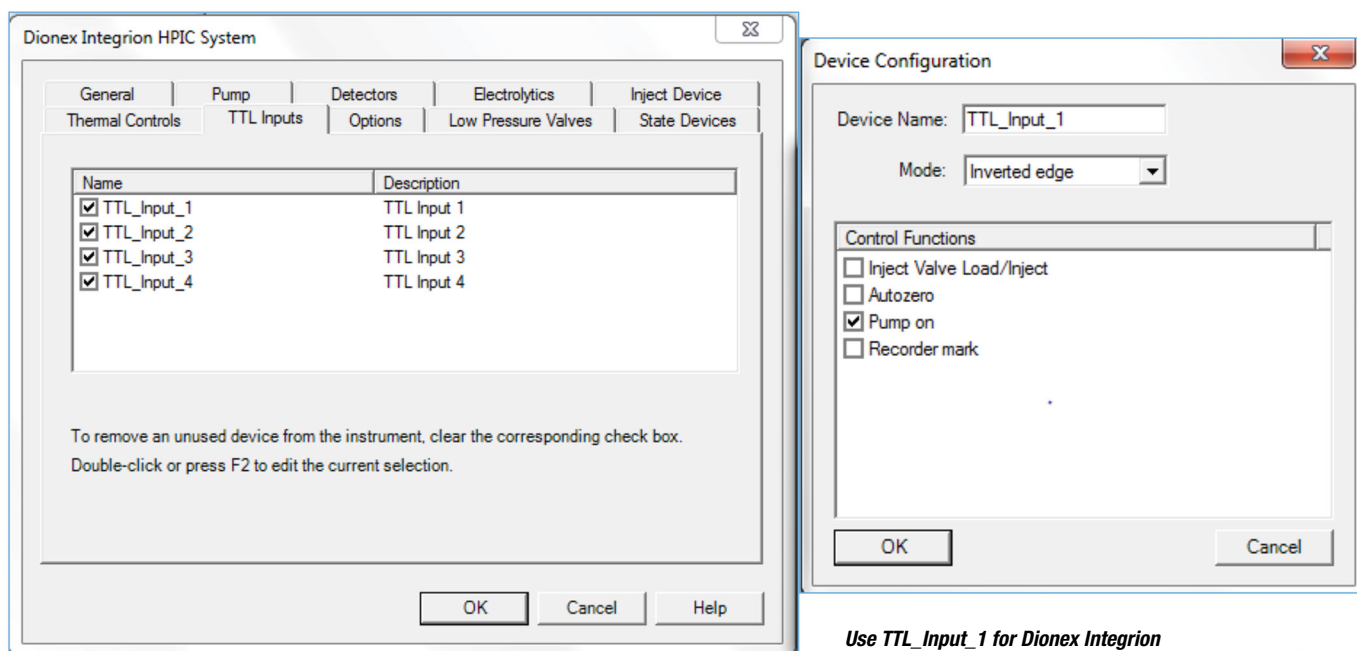 Dionex Integrion HPIC System
General Pump Detectors Electrolytics Inject Device
Thermal Controls TTL Inputs Options Low Pressure Valves State Devices
Name Description
TTL_Input_1 TTL Input 1
TTL_Input_2 TTL Input 2
TTL_Input_3 TTL Input 3
TTL_Input_4 TTL Input 4
To remove an unused device from the instrument, clear the corresponding check box.
Double-click or press F2 to edit the current selection.
OK Cancel Help
Device Configuration
Device Name: TTL_Input_1
Mode: Inverted edge
Control Functions
Inject Valve Load/Inject
Autozero
Pump on
Recorder mark
OK Cancel
Use TTL_Input_1 for Dionex Integrion